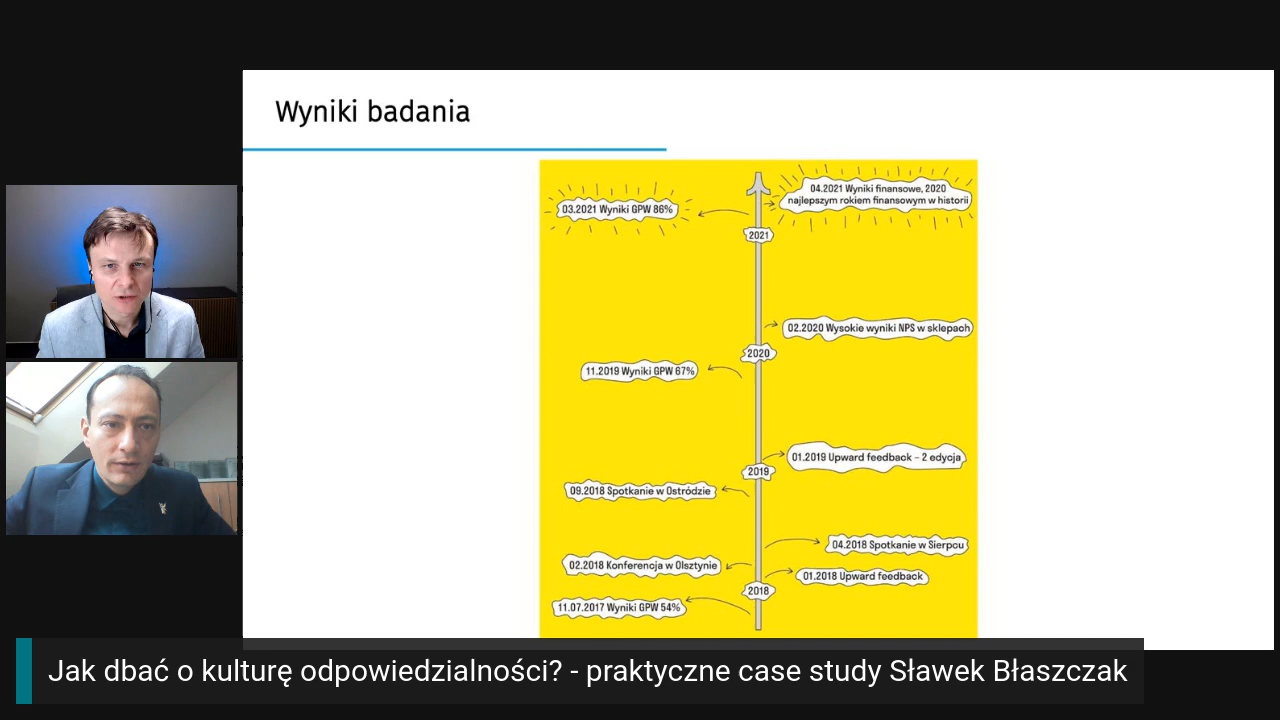 Wyniki badania
04.2021 Wyniki finansowe, 2020
najlepszym rokiem finansowym w historii
03.2021 Wyniki GPW 86%
2021
02.2020 Wysokie wyniki NPS w sklepach
2020
11.2019 Wyniki GPW 67%
01.2019 Upward feedback – 2 edycja
2019
09.2018 Spotkanie w Ostródzie
04.2018 Spotkanie w Sierpcu
02.2018 Konferencja w Olsztynie
01.2018 Upward feedback
2018
11.07.2017 Wyniki GPW 54%
Jak dbać o kulturę odpowiedzialności? - praktyczne case study Sławek Błaszczak